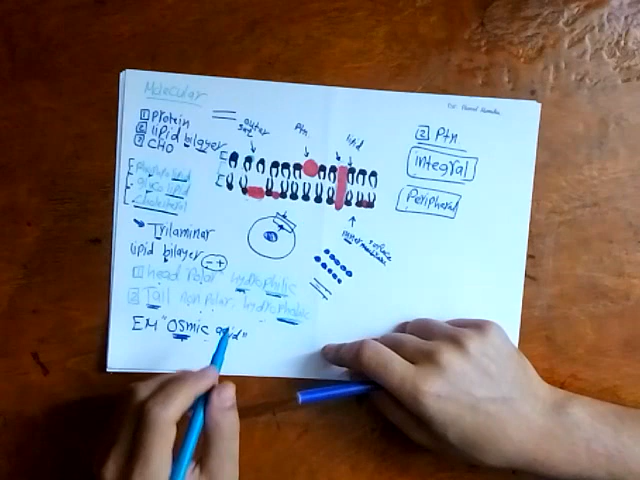 Molecular
1 Protein
2 lipid bilayer
3 CHO
phospholipid
glycolipid
cholesterol
Trilaminar
lipid bilayer
- +
1 head Polar hydrophilic
2 Tail non polar, hydrophobic
EM "Osmic acid"
outer
Ptn
lipid
E
E
surface
2 Ptn
integral
Peripheral